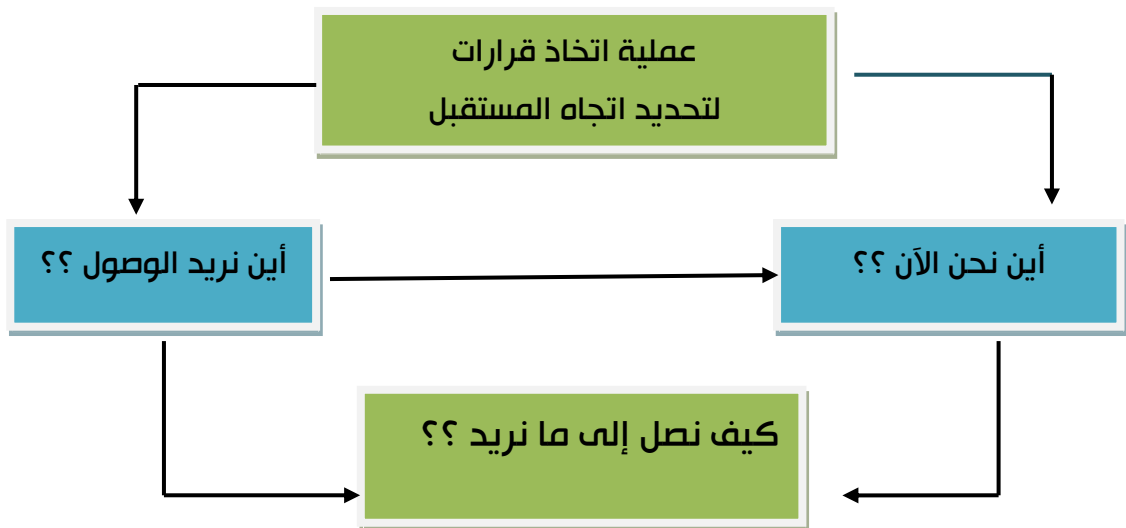 عملية اتخاذ قرارات
لتحديد اتجاه المستقبل
أين نحن الآن ؟؟
أين نريد الوصول ؟؟
كيف نصل إلى ما نريد ؟؟